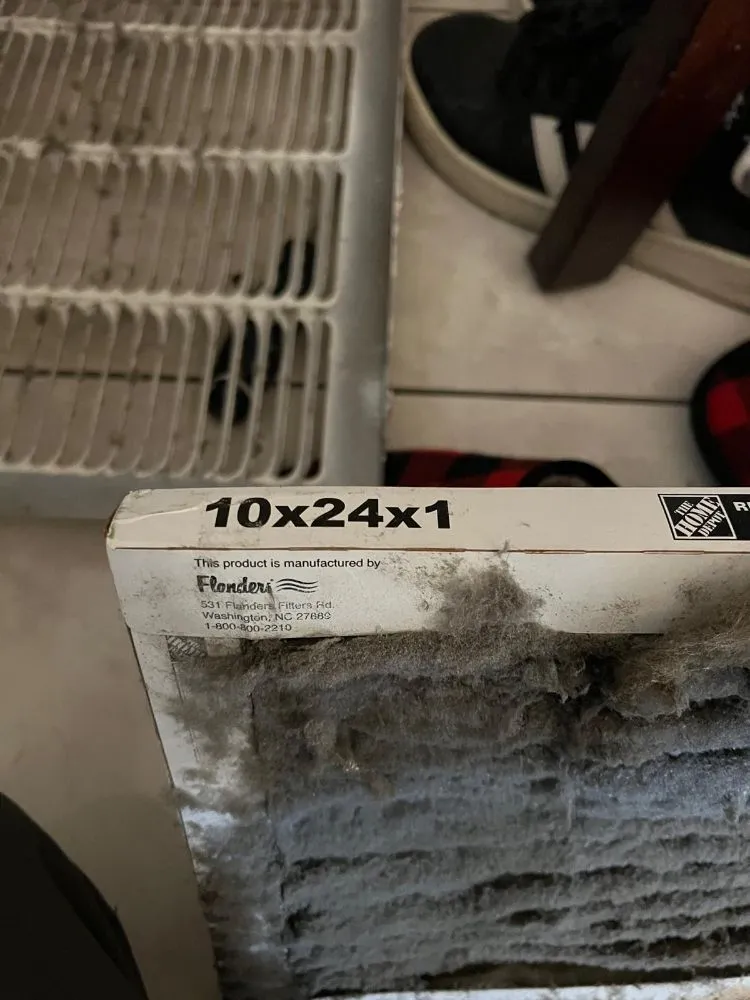 10x24x1
THE
HOME
DEPOT
This product is manufactured by
Flanders
531 Flanders Filters Rd.
Washington, NC 27889
1-800-800-2210